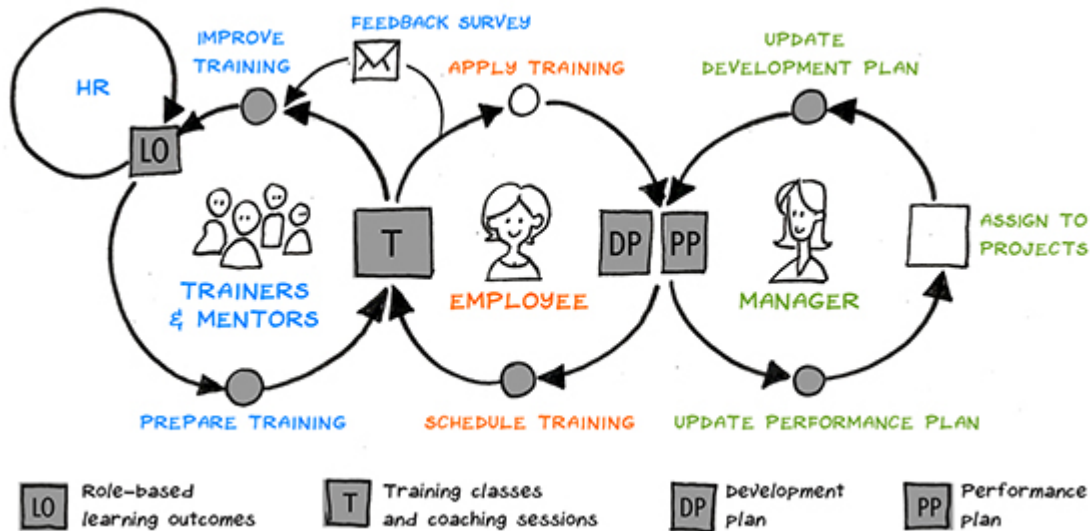 FEEDBACK SURVEY
IMPROVE
TRAINING
HR
APPLY TRAINING
UPDATE
DEVELOPMENT PLAN
LO
T
DP
PP
ASSIGN TO
PROJECTS
TRAINERS
& MENTORS
EMPLOYEE
MANAGER
PREPARE TRAINING
SCHEDULE TRAINING
UPDATE PERFORMANCE PLAN
LO
Role-based
learning outcomes
T
Training classes
and coaching sessions
DP
Development
plan
PP
Performance
plan